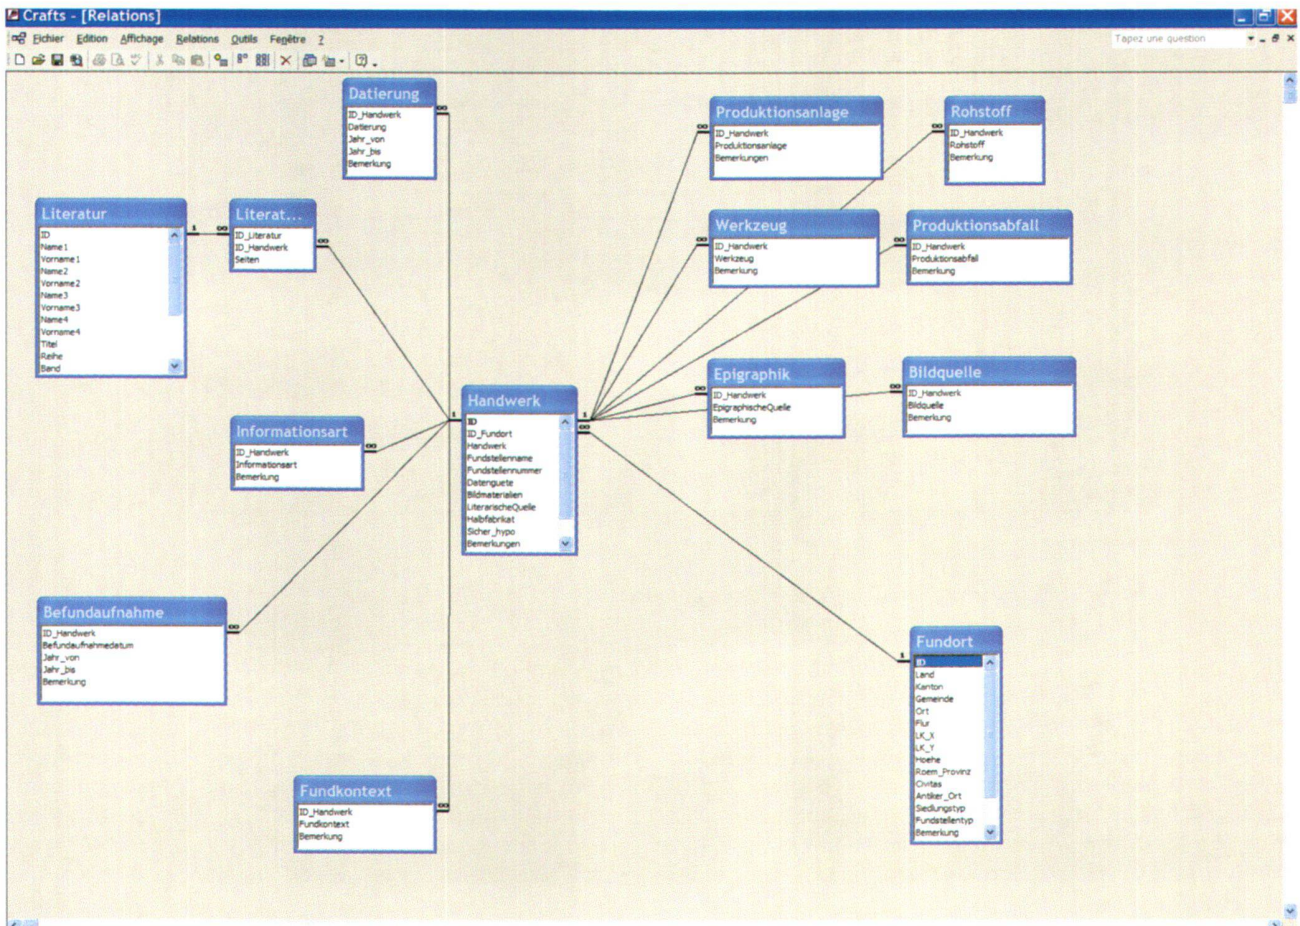 Crafts - [Relations]
Fichier Edition Affichage Relations Outils Fenêtre ?
Tapez une question
Datierung
ID_Handwerk
Datierung
Jahr_von
Jahr_bis
Bemerkung
Literatur
ID
Name1
Vorname1
Name2
Vorname2
Name3
Vorname3
Name4
Vorname4
Titel
Reihe
Band
1
∞
Literat...
ID_Literatur
ID_Handwerk
Seiten
∞
∞
Informationsart
ID_Handwerk
Informationsart
Bemerkung
∞
Befundaufnahme
ID_Handwerk
Befundaufnahmedatum
Jahr_von
Jahr_bis
Bemerkung
∞
Fundkontext
ID_Handwerk
Fundkontext
Bemerkung
∞
1
Handwerk
ID
ID_Fundort
Handwerk
Fundstellenname
Fundstellennummer
Datenguete
Bildmaterialien
LiterarischeQuelle
Halbfabrikat
Sicher_hypo
Bemerkungen
1
∞
∞
Produktionsanlage
ID_Handwerk
Produktionsanlage
Bemerkungen
∞
Rohstoff
ID_Handwerk
Rohstoff
Bemerkung
∞
Werkzeug
ID_Handwerk
Werkzeug
Bemerkung
∞
Produktionsabfall
ID_Handwerk
Produktionsabfall
Bemerkung
∞
Epigraphik
ID_Handwerk
EpigraphischeQuelle
Bemerkung
∞
Bildquelle
ID_Handwerk
Bildquelle
Bemerkung
1
Fundort
ID
Land
Kanton
Gemeinde
Ort
Flur
LK_X
LK_Y
Hoehe
Roem_Provinz
Civitas
Antiker_Ort
Siedlungstyp
Fundstellentyp
Bemerkung